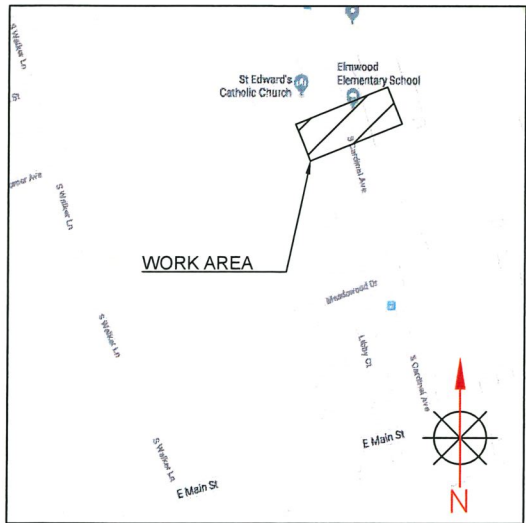 S Walker Ln
St Edward's
Catholic Church
Elmwood
Elementary School
S Cardinal Ave
S Walker Ln
WORK AREA
Meadowood Dr
S Walker Ln
Libby Ct
S Cardinal Ave
E Main St
S Walker Ln
E Main St
N